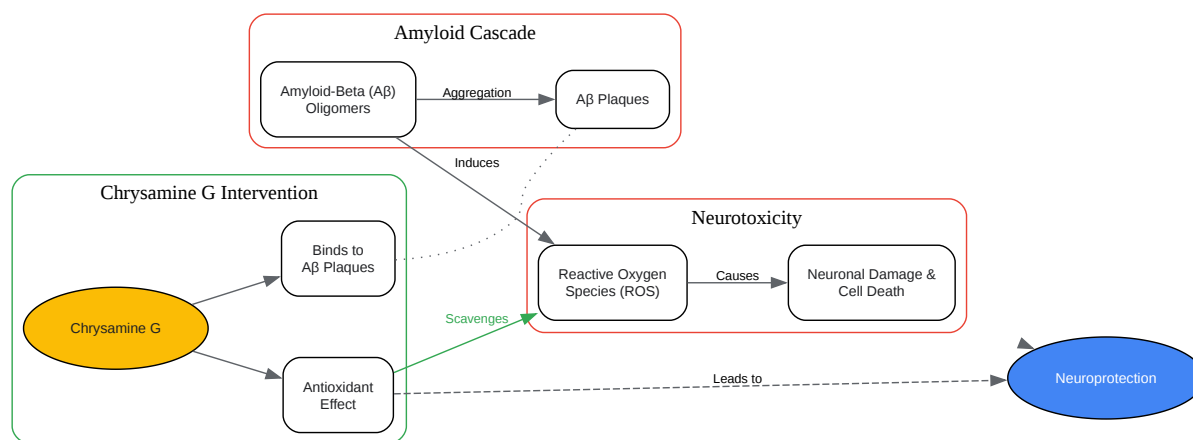 Amyloid Cascade
Amyloid-Beta (Aβ)
Oligomers
Aggregation
Aβ Plaques
Induces
Chrysamine G Intervention
Binds to
Aβ Plaques
Chrysamine G
Antioxidant
Effect
Scavenges
Neurotoxicity
Reactive Oxygen
Species (ROS)
Causes
Neuronal Damage &
Cell Death
Leads to
Neuroprotection